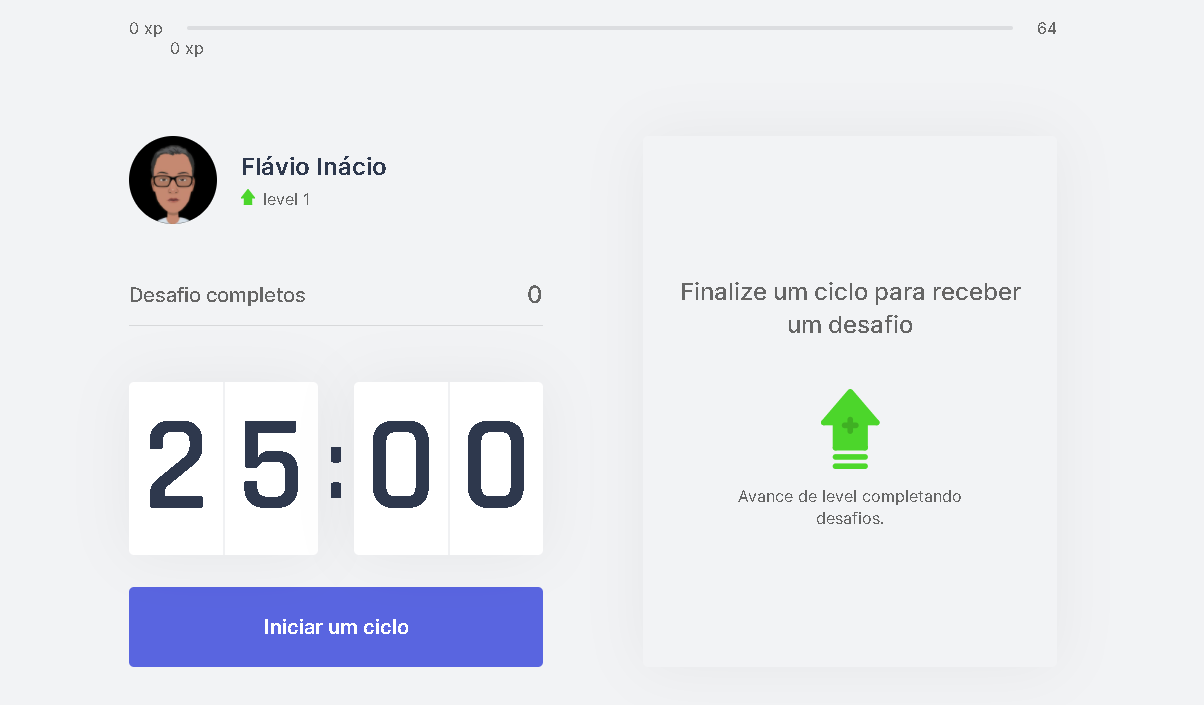 0 xp
64
0 xp
Flávio Inácio
level 1
Desafio completos
0
25:00
Iniciar um ciclo
Finalize um ciclo para receber
um desafio
Avance de level completando
desafios.